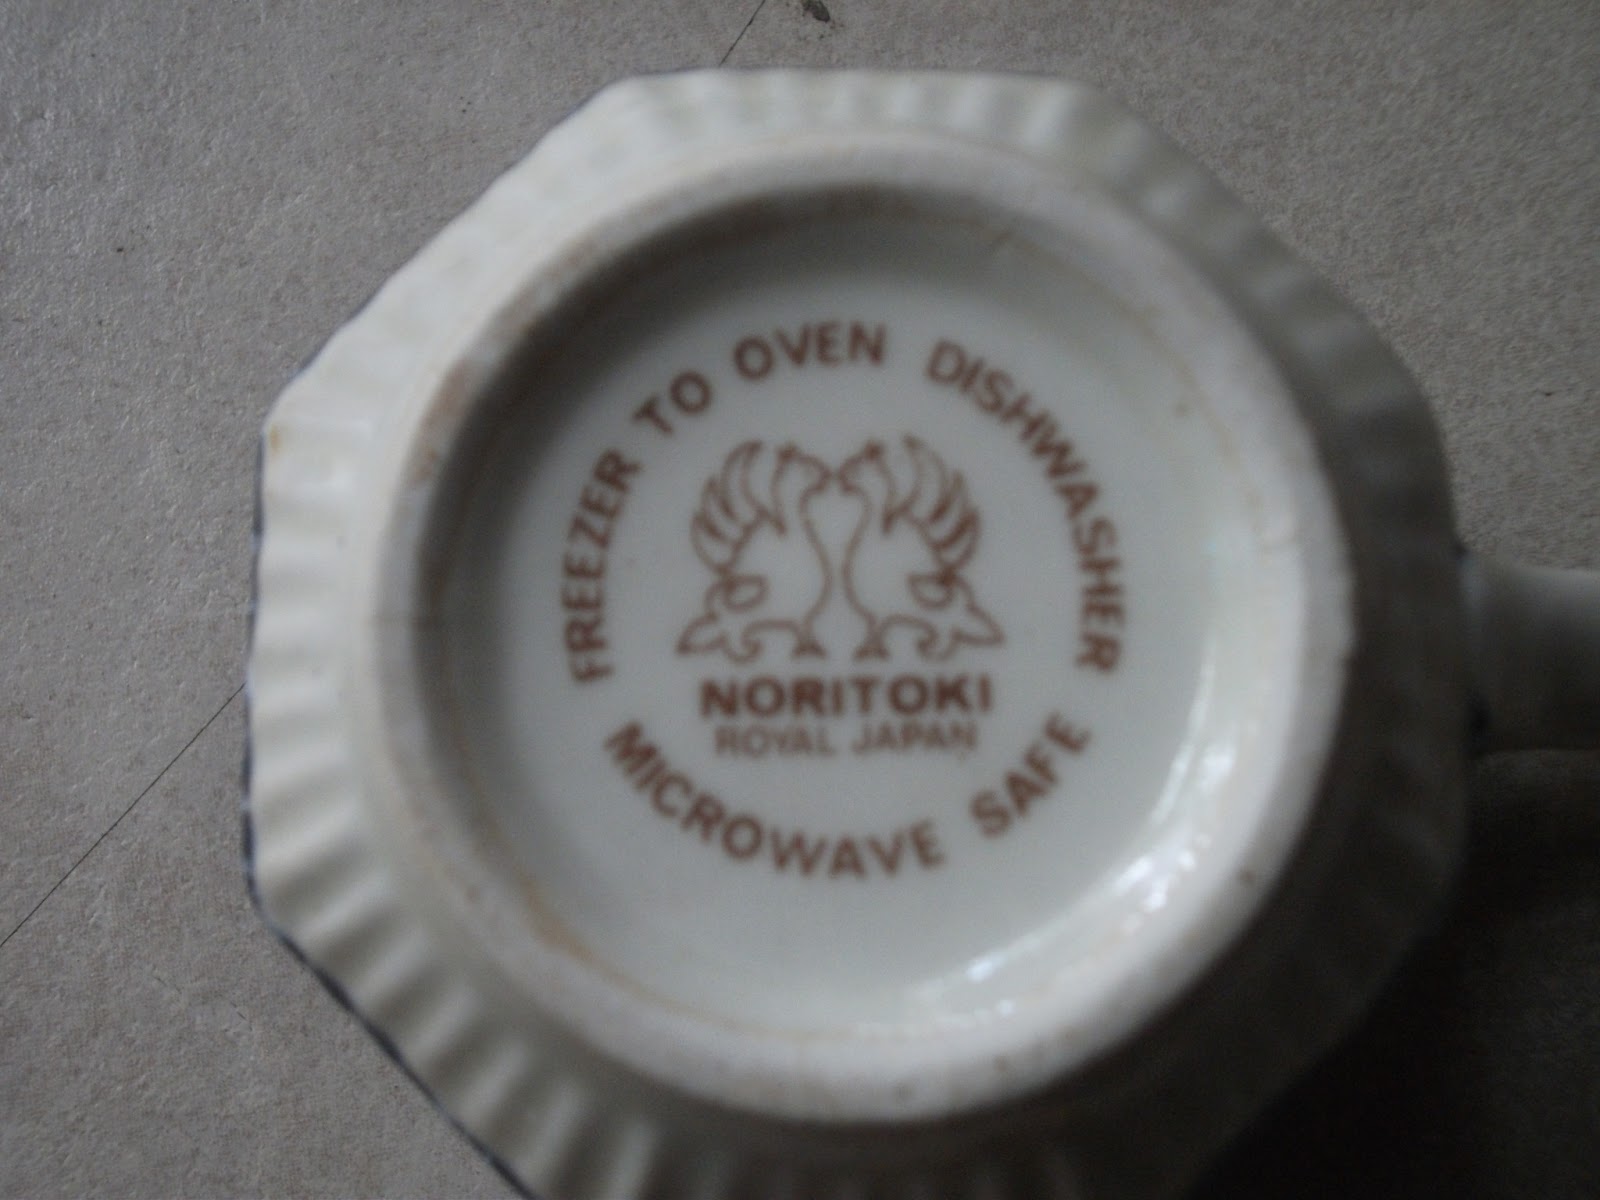 FREEZER TO OVEN DISHWASHER
NORITOKI
ROYAL JAPAN
MICROWAVE SAFE